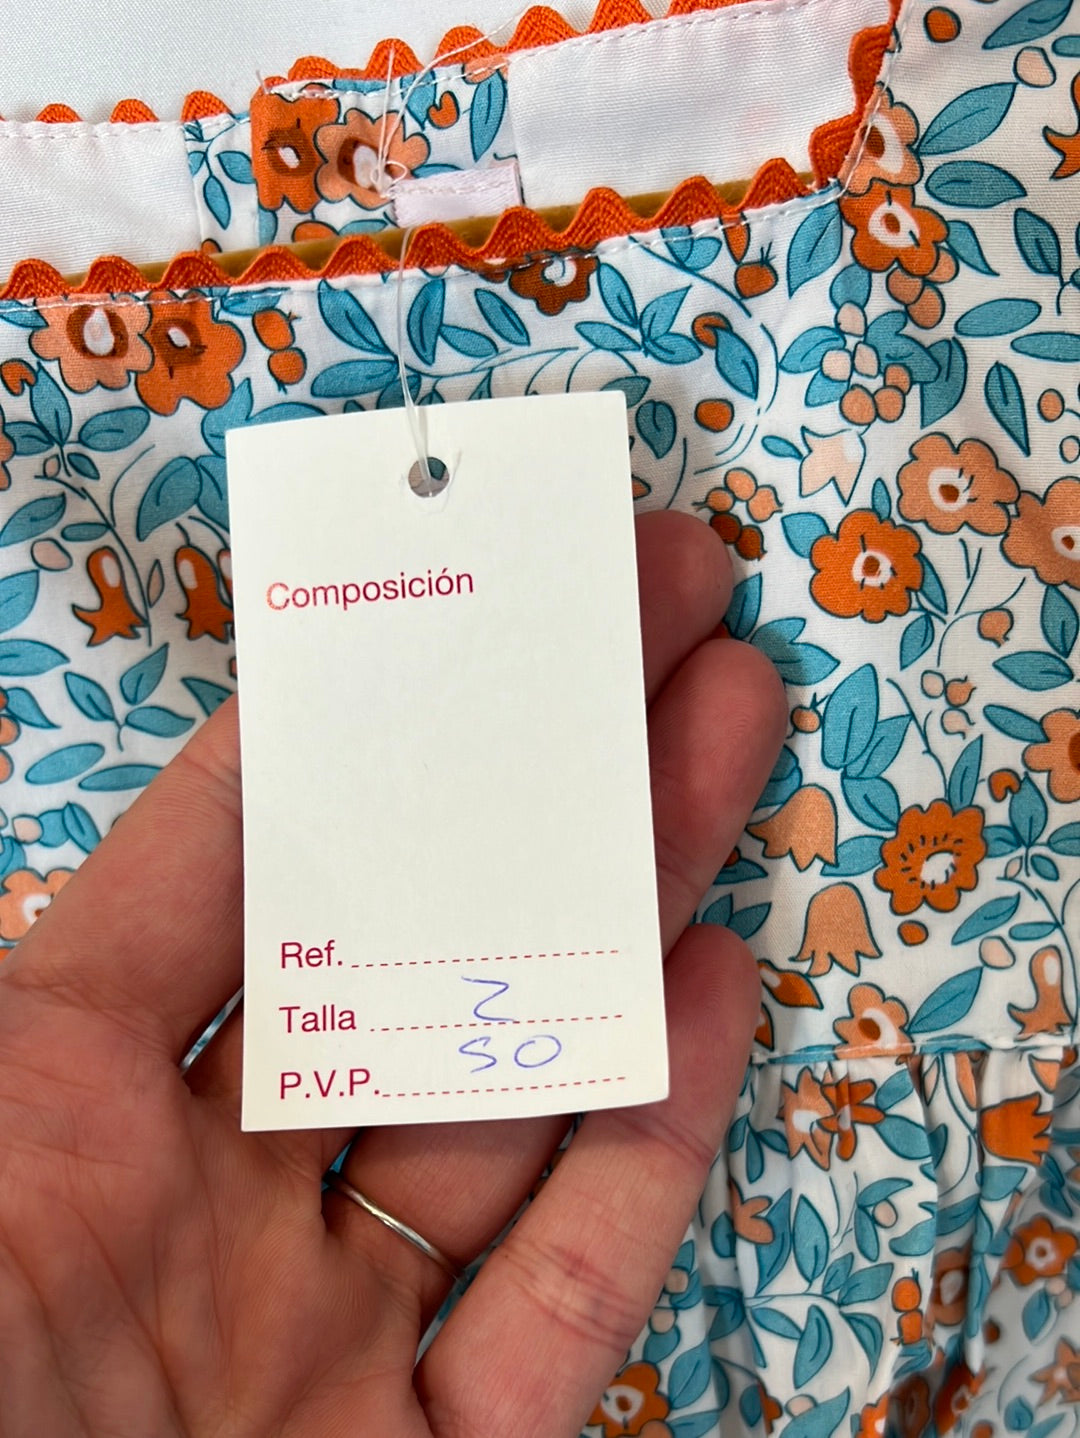 Composición
Ref.
Talla 2
P.V.P. 50